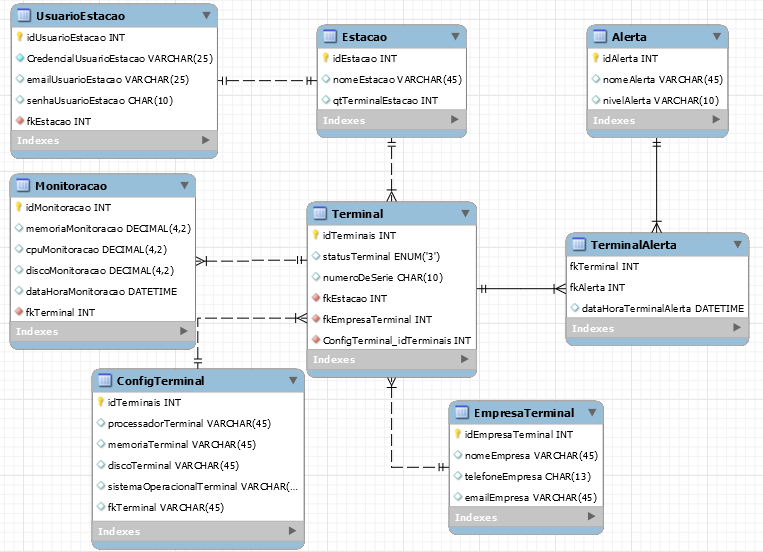 UsuarioEstacao
idUsuarioEstacao INT
CredencialUsuarioEstacao VARCHAR(25)
emailUsuarioEstacao VARCHAR(25)
senhaUsuarioEstacao CHAR(10)
fkEstacao INT
Indexes
Estacao
idEstacao INT
nomeEstacao VARCHAR(45)
qtTerminalEstacao INT
Indexes
Alerta
idAlerta INT
nomeAlerta VARCHAR(45)
nivelAlerta VARCHAR(10)
Indexes
Monitoracao
idMonitoracao INT
memoriaMonitoracao DECIMAL(4,2)
cpuMonitoracao DECIMAL(4,2)
discoMonitoracao DECIMAL(4,2)
dataHoraMonitoracao DATETIME
fkTerminal INT
Indexes
Terminal
idTerminais INT
statusTerminal ENUM('3')
numeroDeSerie CHAR(10)
fkEstacao INT
fkEmpresaTerminal INT
ConfigTerminal_idTerminais INT
Indexes
TerminalAlerta
fkTerminal INT
fkAlerta INT
dataHoraTerminalAlerta DATETIME
Indexes
ConfigTerminal
idTerminais INT
processadorTerminal VARCHAR(45)
memoriaTerminal VARCHAR(45)
discoTerminal VARCHAR(45)
sistemaOperacionalTerminal VARCHAR(...
fkTerminal VARCHAR(45)
Indexes
EmpresaTerminal
idEmpresaTerminal INT
nomeEmpresa VARCHAR(45)
telefoneEmpresa CHAR(13)
emailEmpresa VARCHAR(45)
Indexes